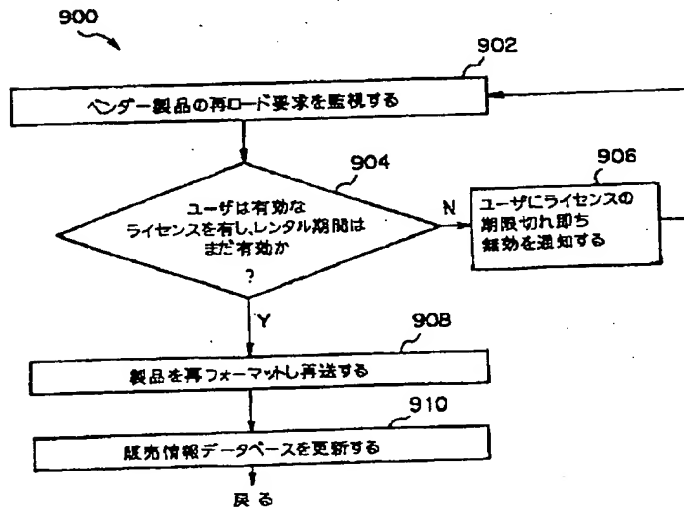 900
902
ベンダー製品の再ロード要求を監視する
904
ユーザは有効な
ライセンスを有し、レンタル期間は
まだ有効か
?
N
906
ユーザにライセンスの
期限切れ即ち
無効を通知する
Y
908
製品を再フォーマットし再送する
910
販売情報データベースを更新する
戻る